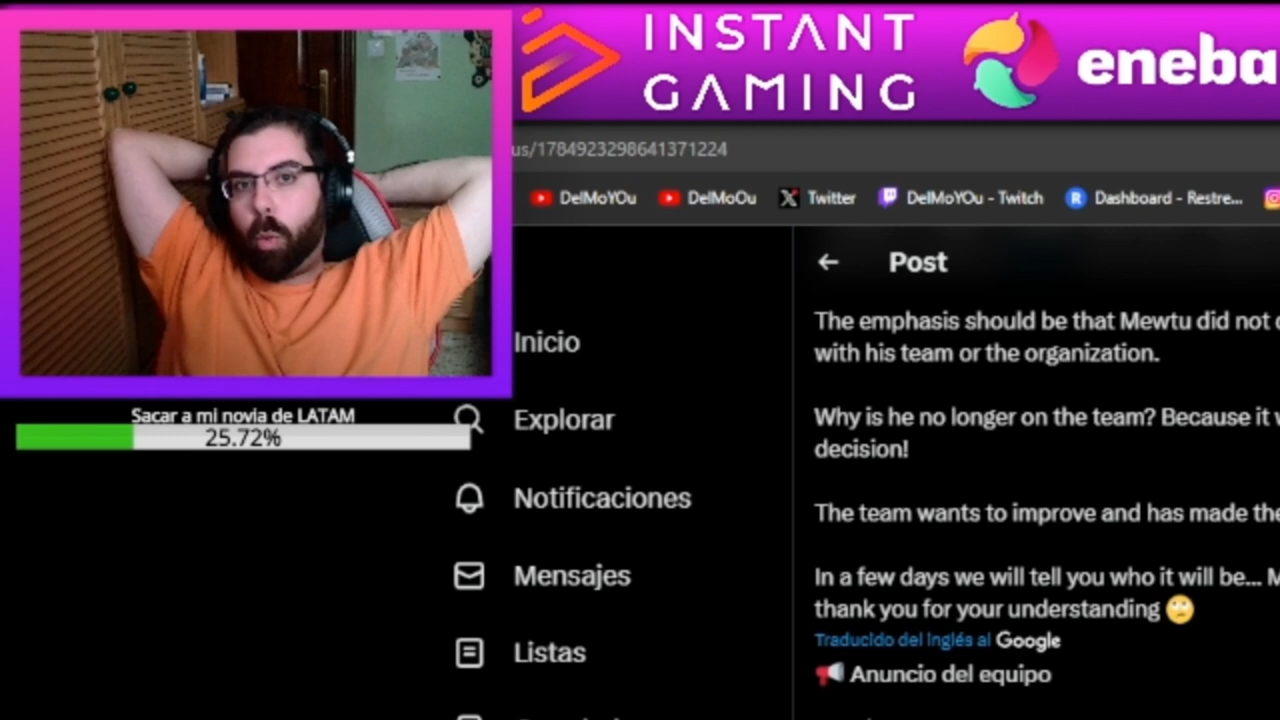 INSTANT
GAMING
eneba
us/1784923298641371224
DelMoYOu
DelMoOu
Twitter
DelMoYOu - Twitch
Dashboard - Restre...
Post
The emphasis should be that Mewtu did not
with his team or the organization.
Why is he no longer on the team? Because it
decision!
The team wants to improve and has made the
In a few days we will tell you who it will be...
thank you for your understanding 🙄
Traducido del inglés al Google
📢 Anuncio del equipo
Inicio
Explorar
Notificaciones
Mensajes
Listas
Sacar a mi novia de LATAM
25.72%